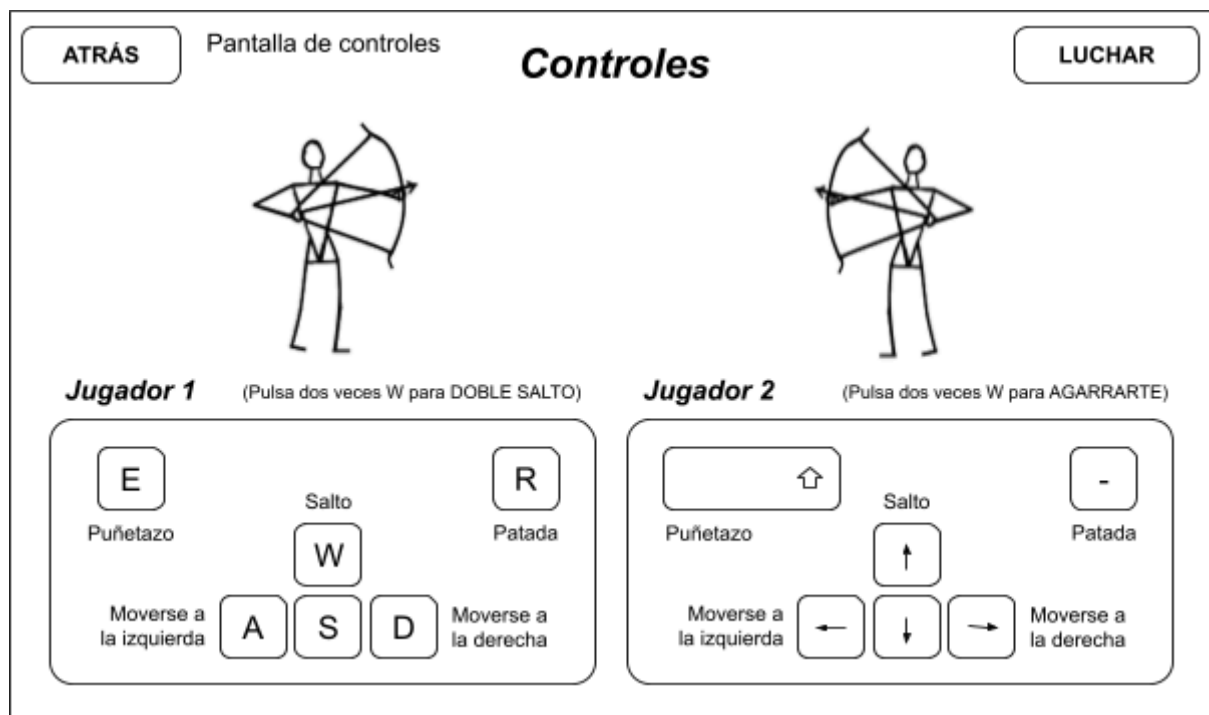 ATRÁS
Pantalla de controles
Controles
LUCHAR
Jugador 1
(Pulsa dos veces W para DOBLE SALTO)
E
Puñetazo
R
Patada
Salto
W
Moverse a
la izquierda
A
S
D
Moverse a
la derecha
Jugador 2
(Pulsa dos veces W para AGARRARTE)
⇧
Puñetazo
-
Patada
Salto
↑
Moverse a
la izquierda
←
↓
→
Moverse a
la derecha